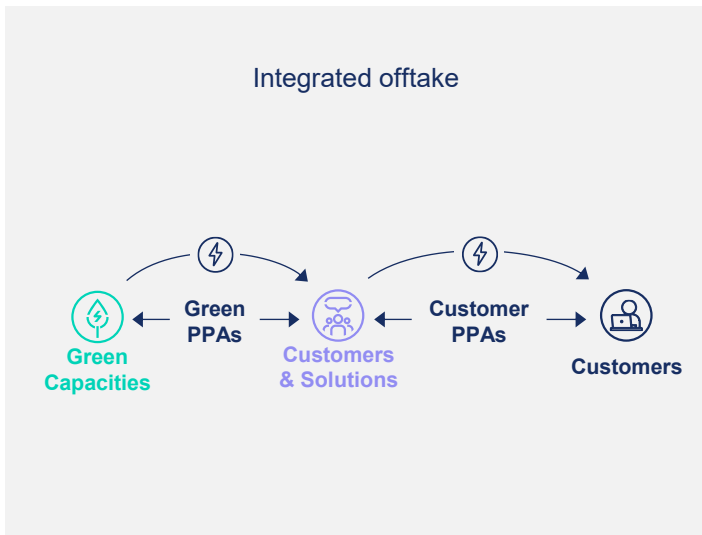 Integrated offtake
Green
PPAs
Customer
PPAs
Green
Capacities
Customers
& Solutions
Customers